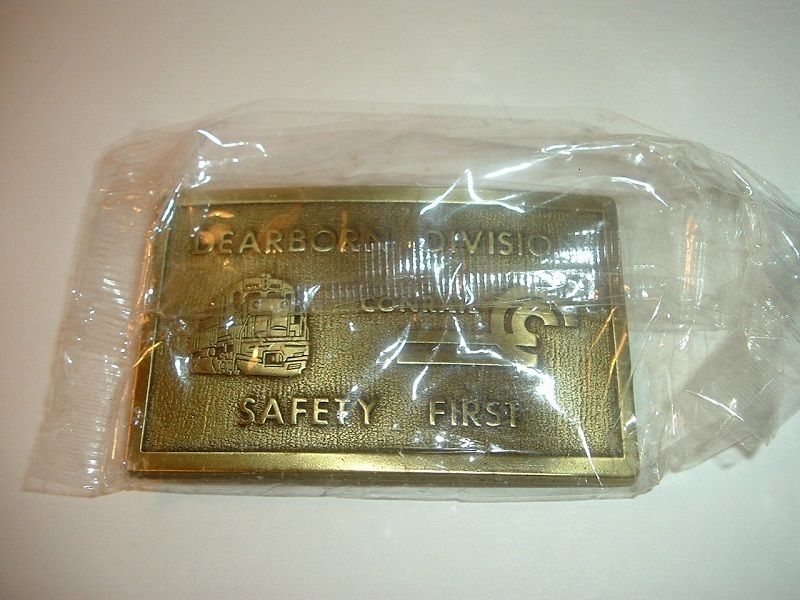 DEARBORN DIVISION
CONRAIL
SAFETY FIRST